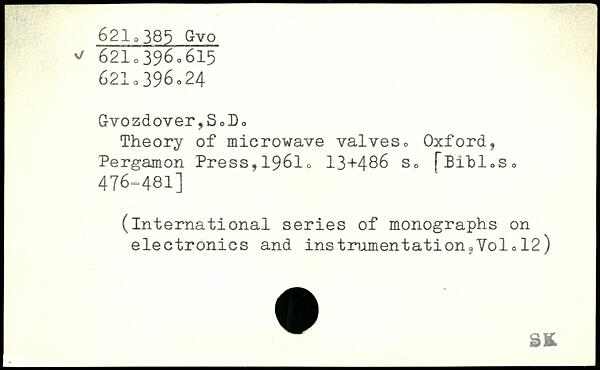 621.385 Gvo
✓ 621.396.615
621.396.24
Gvozdover,S.D.
Theory of microwave valves. Oxford,
Pergamon Press,1961. 13+486 s. [Bibl.s.
476-481]
(International series of monographs on
electronics and instrumentation,Vol.12)
SK